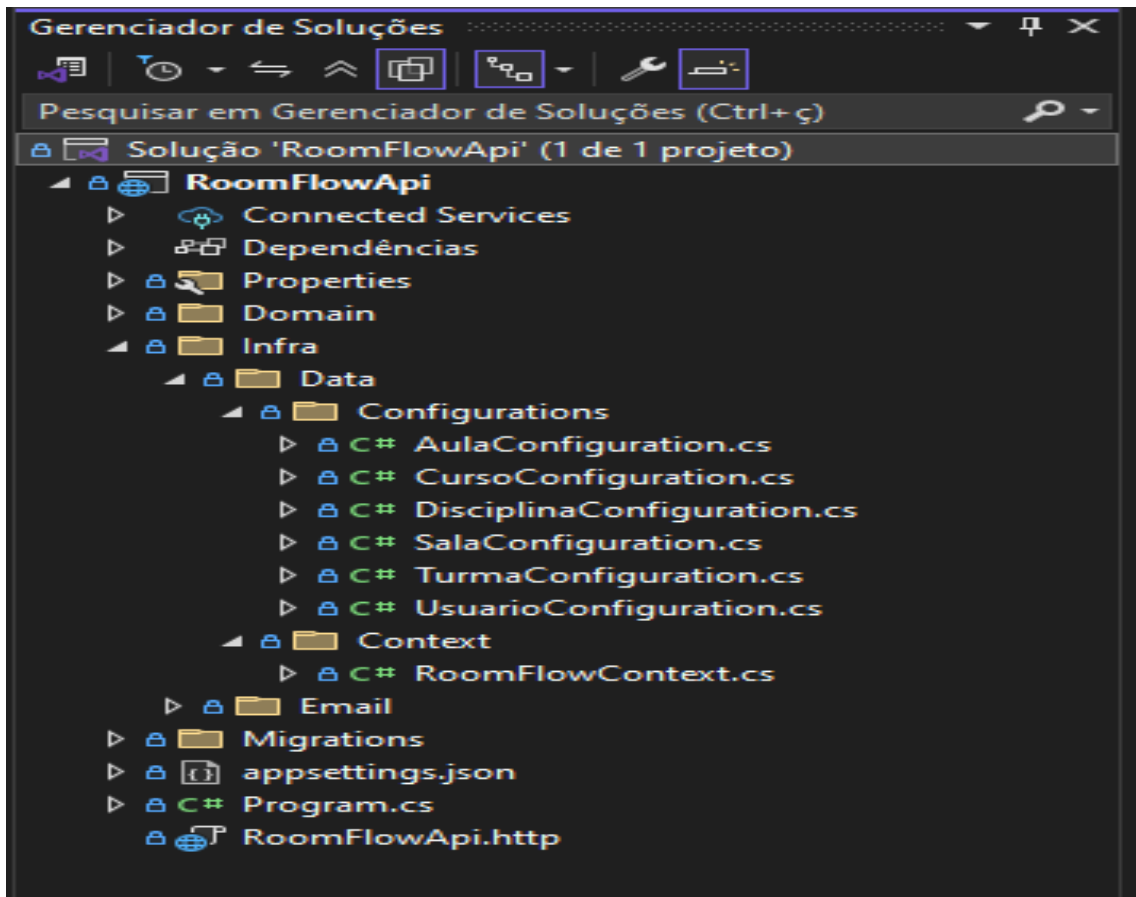 Gerenciador de Soluções
Pesquisar em Gerenciador de Soluções (Ctrl+ç)
Solução 'RoomFlowApi' (1 de 1 projeto)
RoomFlowApi
Connected Services
Dependências
Properties
Domain
Infra
Data
Configurations
C# AulaConfiguration.cs
C# CursoConfiguration.cs
C# DisciplinaConfiguration.cs
C# SalaConfiguration.cs
C# TurmaConfiguration.cs
C# UsuarioConfiguration.cs
Context
C# RoomFlowContext.cs
Email
Migrations
appsettings.json
C# Program.cs
RoomFlowApi.http